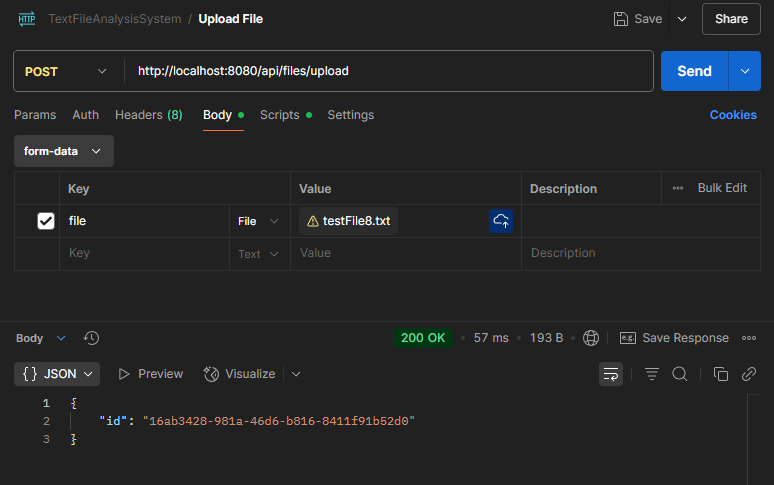 HTTP TextFileAnalysisSystem / Upload File Save Share
POST http://localhost:8080/api/files/upload Send
Params Auth Headers (8) Body Scripts Settings Cookies
form-data
Key Value Description Bulk Edit
file File testFile8.txt
Key Text Value Description
Body 200 OK 57 ms 193 B e.g. Save Response
{} JSON Preview Visualize
1 {
2 "id": "16ab3428-981a-46d6-b816-8411f91b52d0"
3 }